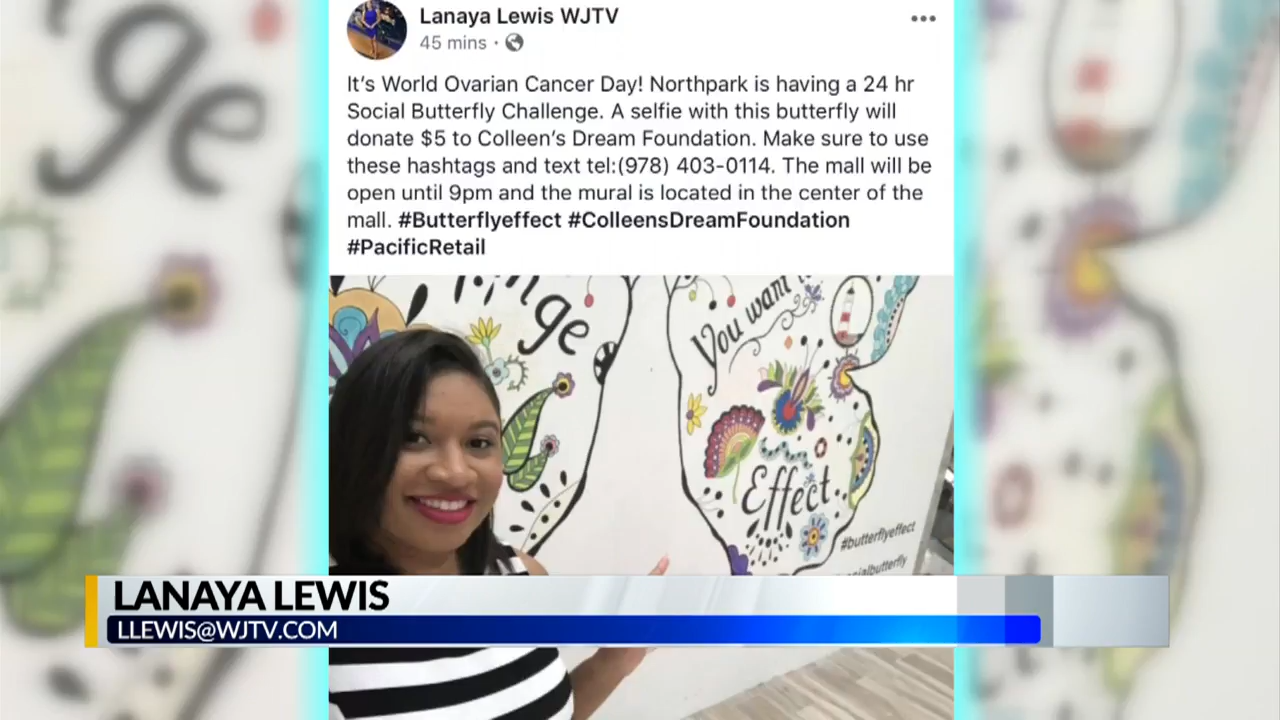 Lanaya Lewis WJTV
45 mins ·
It's World Ovarian Cancer Day! Northpark is having a 24 hr
Social Butterfly Challenge. A selfie with this butterfly will
donate $5 to Colleen's Dream Foundation. Make sure to use
these hashtags and text tel:(978) 403-0114. The mall will be
open until 9pm and the mural is located in the center of the
mall. #Butterflyeffect #ColleensDreamFoundation
#PacificRetail
nge
You want
Effect
#butterflyeffect
socialbutterfly
LANAYA LEWIS
LLEWIS@WJTV.COM